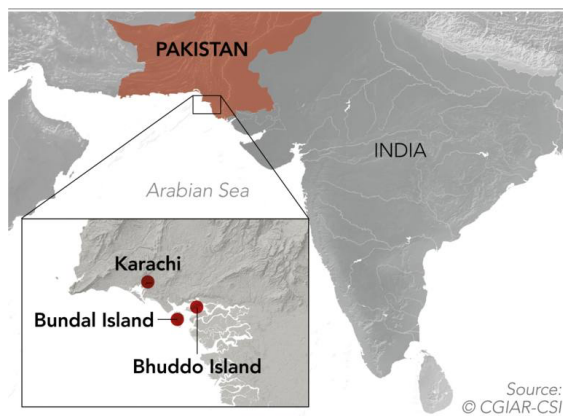 PAKISTAN
INDIA
Arabian Sea
Karachi
Bundal Island
Bhuddo Island
Source:
© CGIAR-CSI